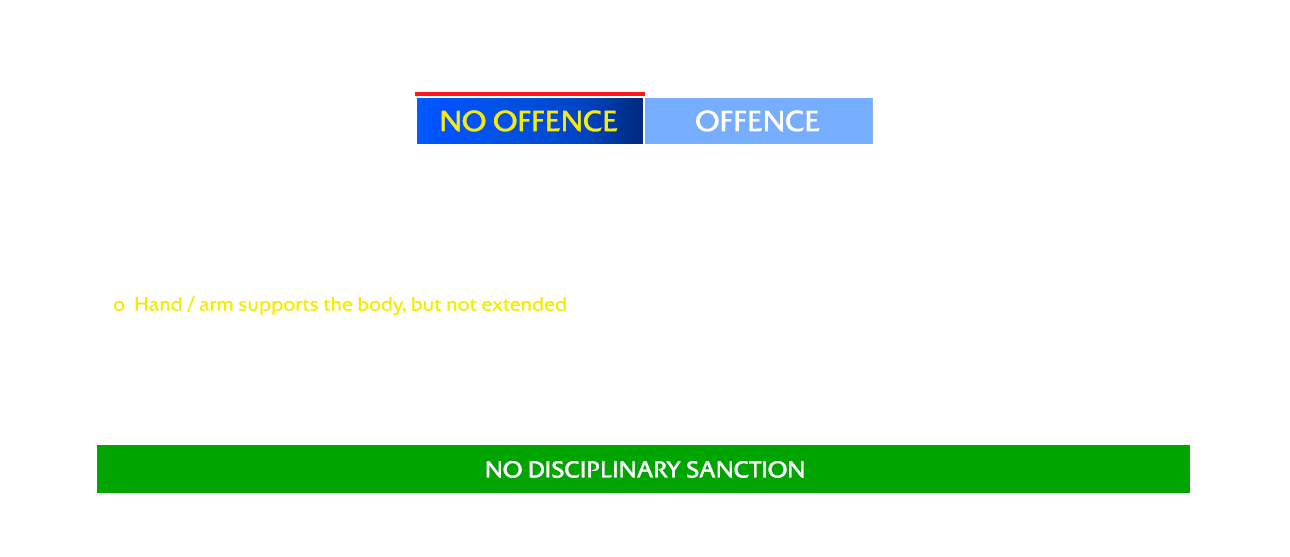 NO OFFENCE
OFFENCE
o Hand / arm supports the body, but not extended
NO DISCIPLINARY SANCTION